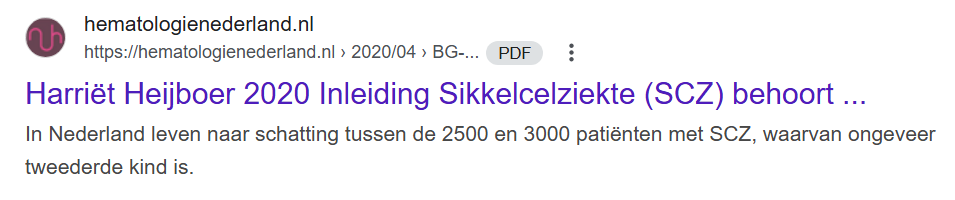 hematologienederland.nl
https://hematologienederland.nl › 2020/04 › BG-... PDF
Harriët Heijboer 2020 Inleiding Sikkelcelziekte (SCZ) behoort ...
In Nederland leven naar schatting tussen de 2500 en 3000 patiënten met SCZ, waarvan ongeveer
tweederde kind is.